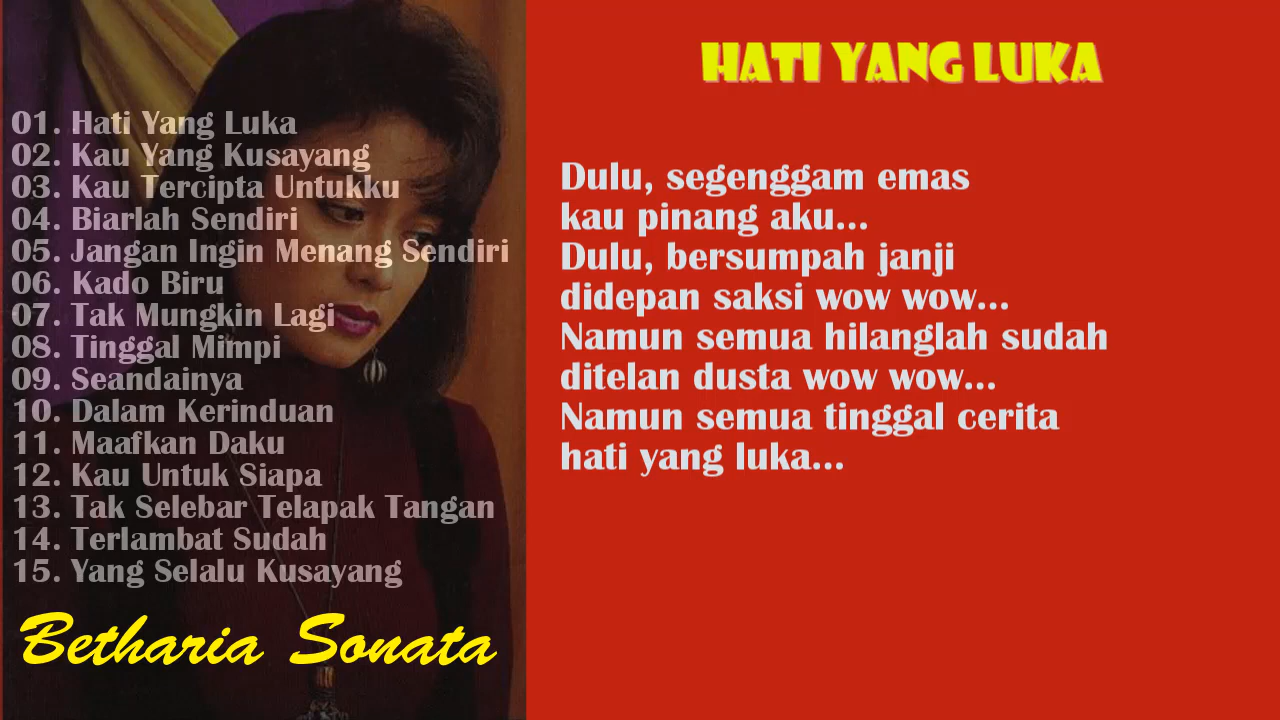 01. Hati Yang Luka
02. Kau Yang Kusayang
03. Kau Tercipta Untukku
04. Biarlah Sendiri
05. Jangan Ingin Menang Sendiri
06. Kado Biru
07. Tak Mungkin Lagi
08. Tinggal Mimpi
09. Seandainya
10. Dalam Kerinduan
11. Maafkan Daku
12. Kau Untuk Siapa
13. Tak Selebar Telapak Tangan
14. Terlambat Sudah
15. Yang Selalu Kusayang
Betharia Sonata
HATI YANG LUKA
Dulu, segenggam emas
kau pinang aku...
Dulu, bersumpah janji
didepan saksi wow wow...
Namun semua hilanglah sudah
ditelan dusta wow wow...
Namun semua tinggal cerita
hati yang luka...